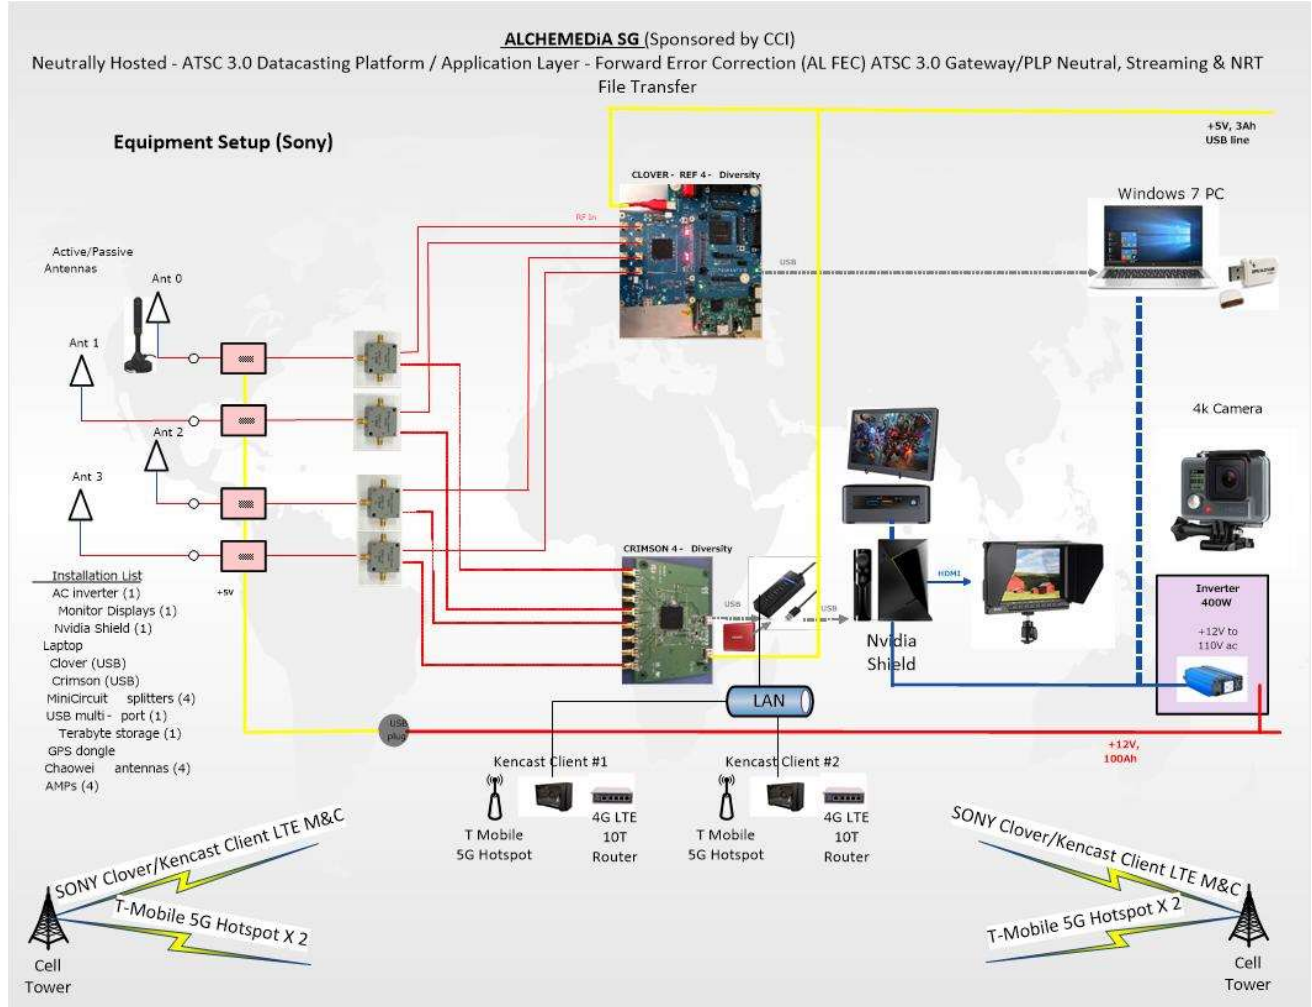 ALCHEMEDiA SG (Sponsored by CCI)
Neutrally Hosted - ATSC 3.0 Datacasting Platform / Application Layer - Forward Error Correction (AL FEC) ATSC 3.0 Gateway/PLP Neutral, Streaming & NRT
File Transfer
+5V, 3Ah
USB line
Equipment Setup (Sony)
CLOVER - REF 4 - Diversity
Windows 7 PC
RF In
Active/Passive
Antennas
USB
Ant 0
Ant 1
4k Camera
Ant 2
Ant 3
CRIMSON 4 - Diversity
Installation List
AC inverter (1)
Monitor Displays (1)
Nvidia Shield (1)
Laptop
Clover (USB)
Crimson (USB)
MiniCircuit splitters (4)
USB multi - port (1)
Terabyte storage (1)
GPS dongle
Chaowei antennas (4)
AMPs (4)
+5V
USB
USB
HDMI
Nvidia
Shield
Inverter
400W
+12V to
110V ac
LAN
USB
plug
+12V,
100Ah
Kencast Client #1
T Mobile
5G Hotspot
4G LTE
10T
Router
Kencast Client #2
T Mobile
5G Hotspot
4G LTE
10T
Router
SONY Clover/Kencast Client LTE M&C
T-Mobile 5G Hotspot X 2
Cell
Tower
SONY Clover/Kencast Client LTE M&C
T-Mobile 5G Hotspot X 2
Cell
Tower